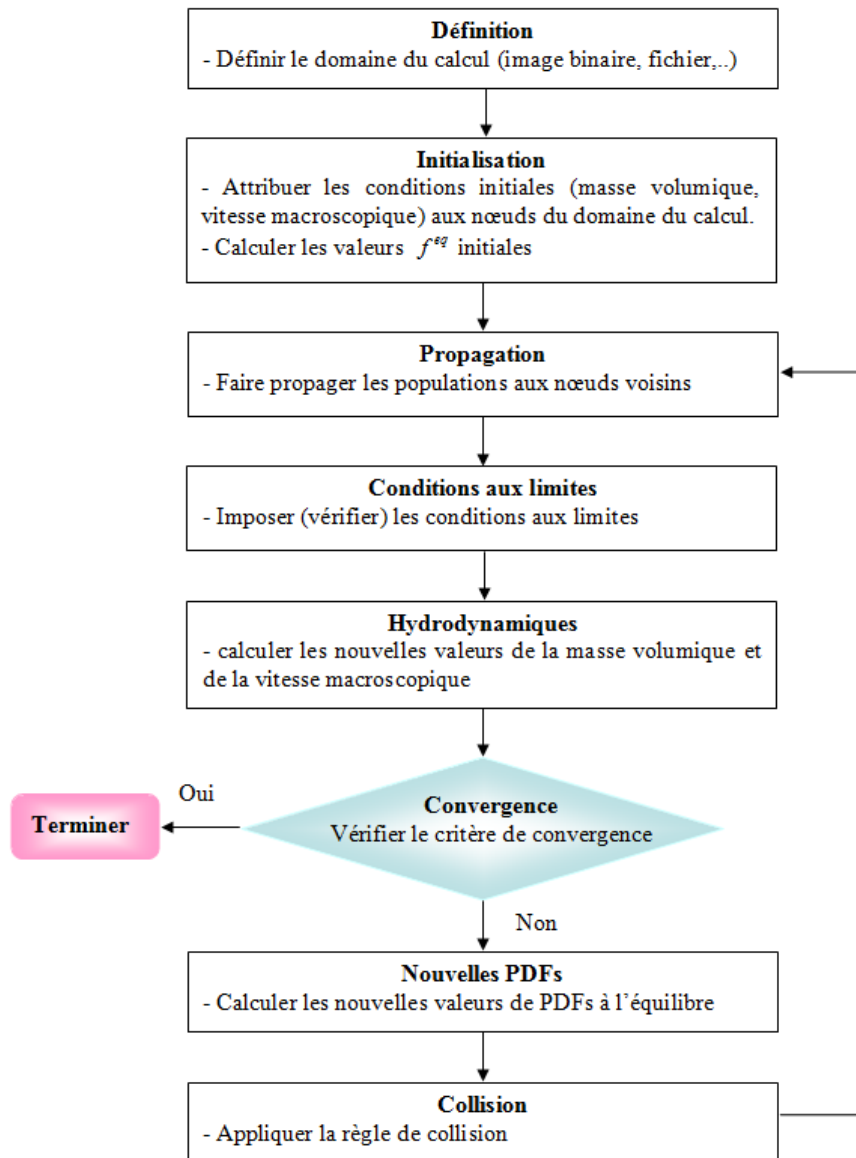 Définition
- Définir le domaine du calcul (image binaire, fichier,..)
Initialisation
- Attribuer les conditions initiales (masse volumique,
vitesse macroscopique) aux nœuds du domaine du calcul.
- Calculer les valeurs f^eq initiales
Propagation
- Faire propager les populations aux nœuds voisins
Conditions aux limites
- Imposer (vérifier) les conditions aux limites
Hydrodynamiques
- calculer les nouvelles valeurs de la masse volumique et
de la vitesse macroscopique
Convergence
Vérifier le critère de convergence
Oui
Terminer
Non
Nouvelles PDFs
- Calculer les nouvelles valeurs de PDFs à l’équilibre
Collision
- Appliquer la règle de collision